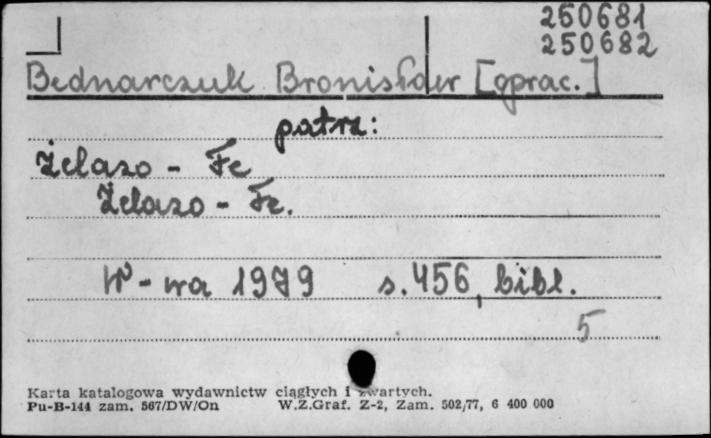 250681
250682
Bednarczuk Bronisław [oprac.]
patrz:
Żelazo - Fe
Żelazo - Fe.
W-wa 1979 s. 456, bibl.
5
Karta katalogowa wydawnictw ciągłych i zwartych.
Pu-B-144 zam. 567/DW/On W.Z.Graf. Z-2, Zam. 502/77, 6 400 000